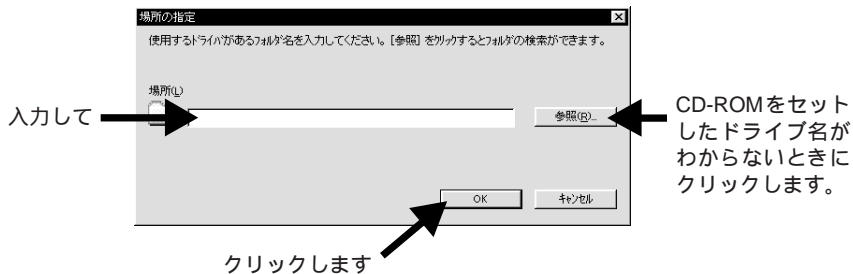 場所の指定
使用するドライバがあるフォルダ名を入力してください。[参照] をクリックするとフォルダの検索ができます。
場所(L)
入力して
参照(R)...
CD-ROMをセット
したドライブ名が
わからないときに
クリックします。
OK
キャンセル
クリックします